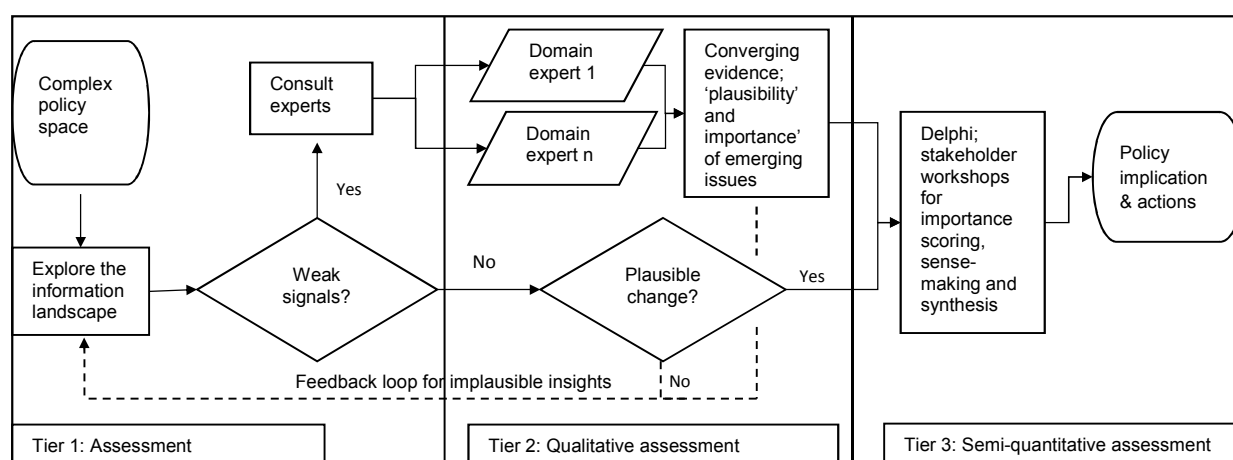 Complex
policy
space
Explore the
information
landscape
Weak
signals?
Yes
Consult
experts
Domain
expert 1
Domain
expert n
Converging
evidence;
‘plausibility’
and
importance’
of emerging
issues
No
Plausible
change?
Yes
No
Feedback loop for implausible insights
Delphi;
stakeholder
workshops
for
importance
scoring,
sense-
making and
synthesis
Policy
implication
& actions
Tier 1: Assessment
Tier 2: Qualitative assessment
Tier 3: Semi-quantitative assessment